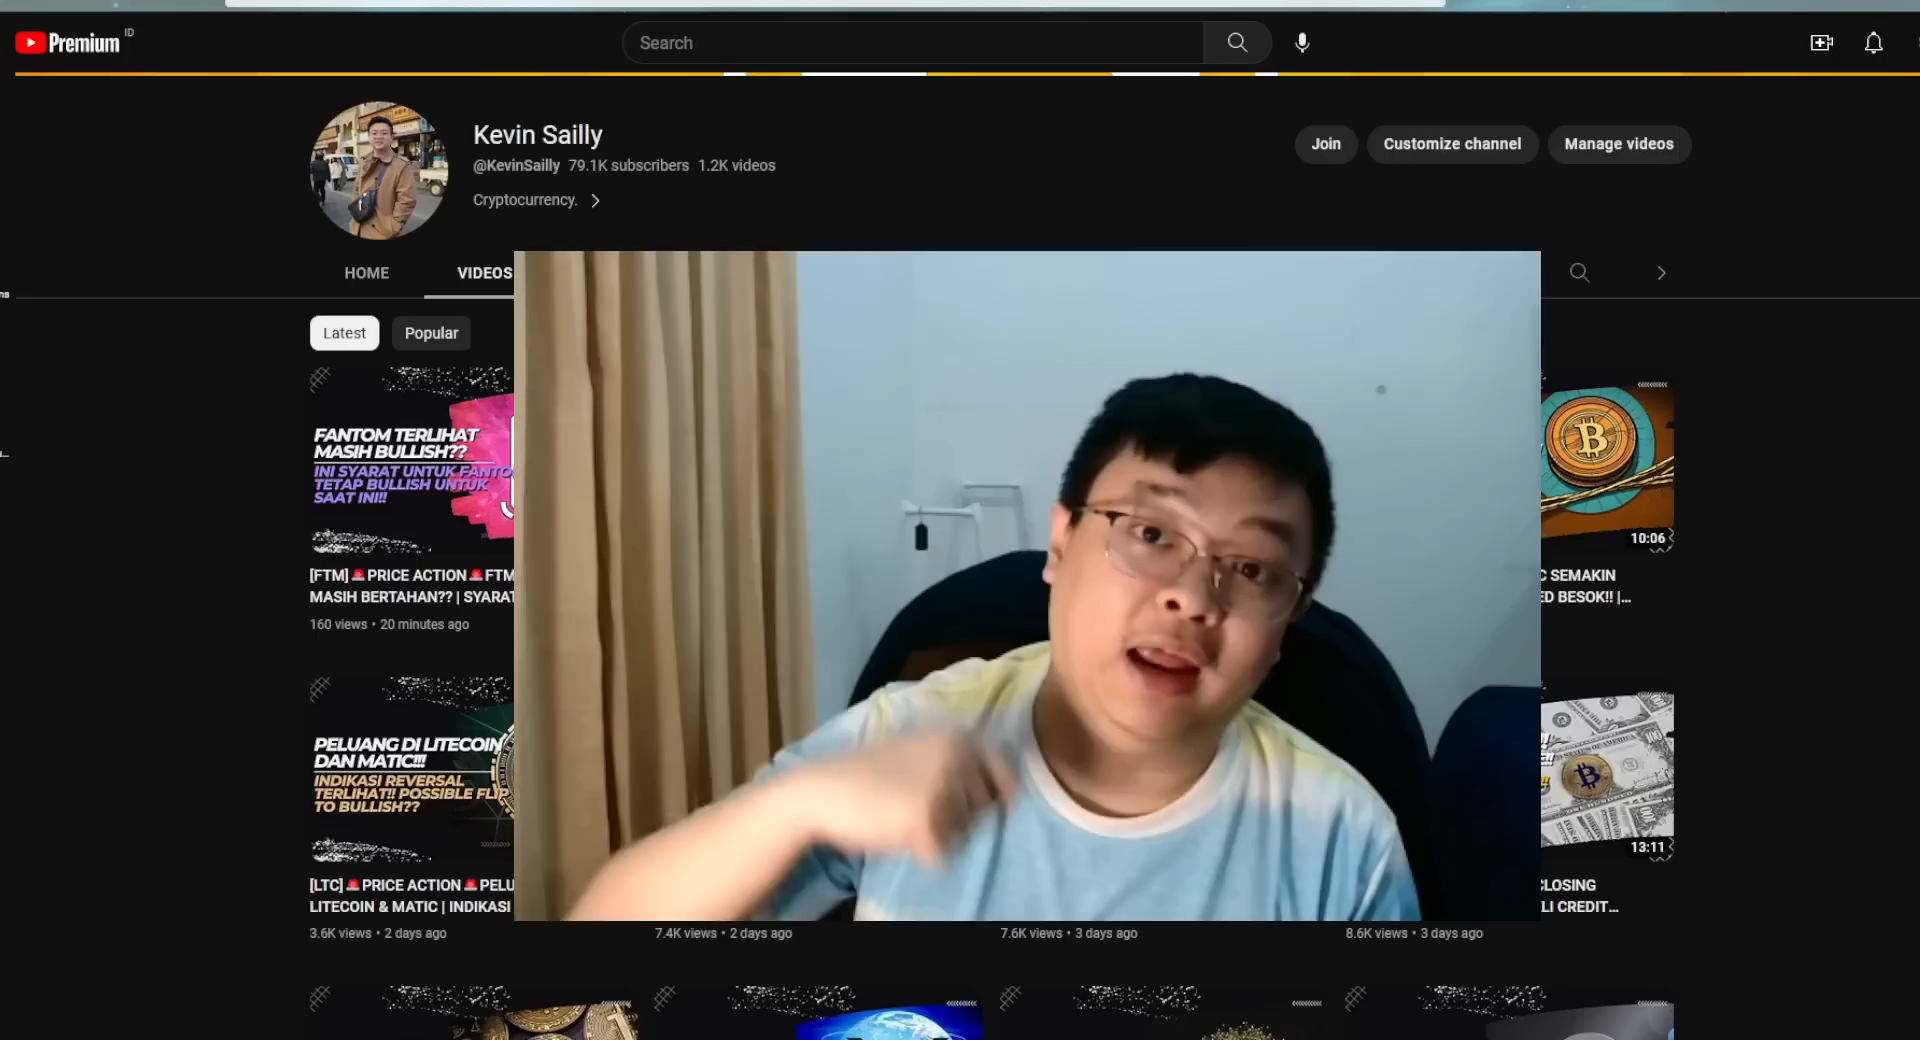 Premium ID
Search
Kevin Sailly
@KevinSailly 79.1K subscribers 1.2K videos
Cryptocurrency.
Join
Customize channel
Manage videos
HOME
VIDEOS
Latest
Popular
FANTOM TERLIHAT
MASIH BULLISH??
INI SYARAT UNTUK FANTO
TETAP BULLISH UNTUK
SAAT INI!!
10:06
[FTM]🚨PRICE ACTION🚨FTM
MASIH BERTAHAN?? | SYARAT
160 views • 20 minutes ago
C SEMAKIN
ED BESOK!! |...
PELUANG DI LITECOIN
DAN MATIC!!!
INDIKASI REVERSAL
TERLIHAT!! POSSIBLE FLIP
TO BULLISH??
13:11
[LTC]🚨PRICE ACTION🚨PELU
LITECOIN & MATIC | INDIKASI
3.6K views • 2 days ago
7.4K views • 2 days ago
7.6K views • 3 days ago
CLOSING
LI CREDIT...
8.6K views • 3 days ago